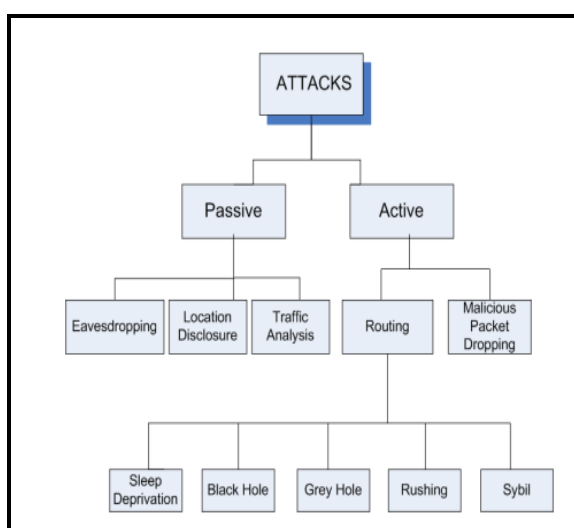 ATTACKS
Passive
Active
Eavesdropping
Location
Disclosure
Traffic
Analysis
Routing
Malicious
Packet
Dropping
Sleep
Deprivation
Black Hole
Grey Hole
Rushing
Sybil